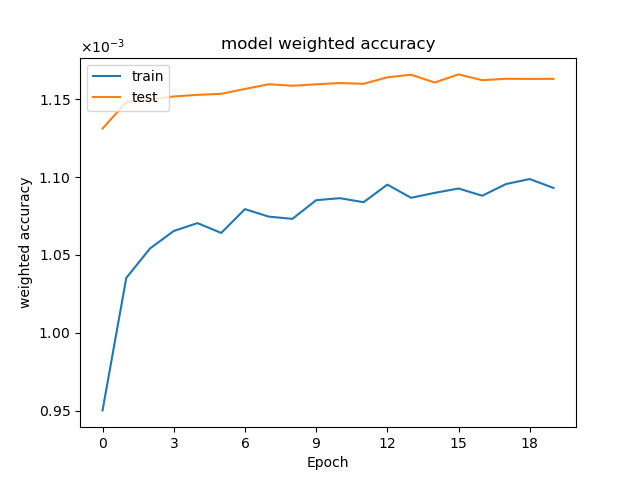 model weighted accuracy
×10⁻³
train
test
1.15
1.10
1.05
1.00
0.95
weighted accuracy
0 3 6 9 12 15 18
Epoch